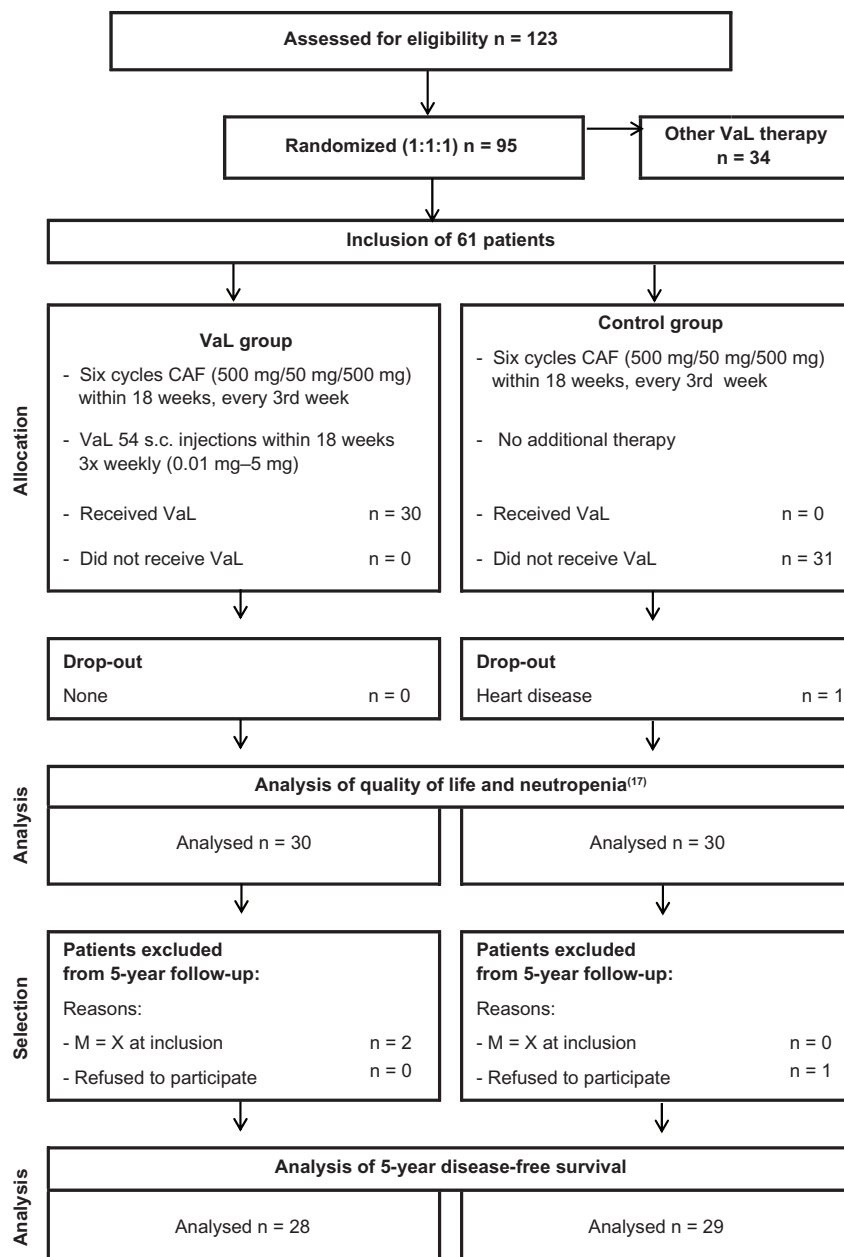 Assessed for eligibility n = 123
Randomized (1:1:1) n = 95
Other VaL therapy
n = 34
Inclusion of 61 patients
Allocation
VaL group
- Six cycles CAF (500 mg/50 mg/500 mg)
within 18 weeks, every 3rd week
- VaL 54 s.c. injections within 18 weeks
3x weekly (0.01 mg–5 mg)
- Received VaL n = 30
- Did not receive VaL n = 0
Control group
- Six cycles CAF (500 mg/50 mg/500 mg)
within 18 weeks, every 3rd week
- No additional therapy
- Received VaL n = 0
- Did not receive VaL n = 31
Drop-out
None n = 0
Drop-out
Heart disease n = 1
Analysis
Analysis of quality of life and neutropenia(17)
Analysed n = 30
Analysed n = 30
Selection
Patients excluded
from 5-year follow-up:
Reasons:
- M = X at inclusion n = 2
- Refused to participate n = 0
Patients excluded
from 5-year follow-up:
Reasons:
- M = X at inclusion n = 0
- Refused to participate n = 1
Analysis
Analysis of 5-year disease-free survival
Analysed n = 28
Analysed n = 29